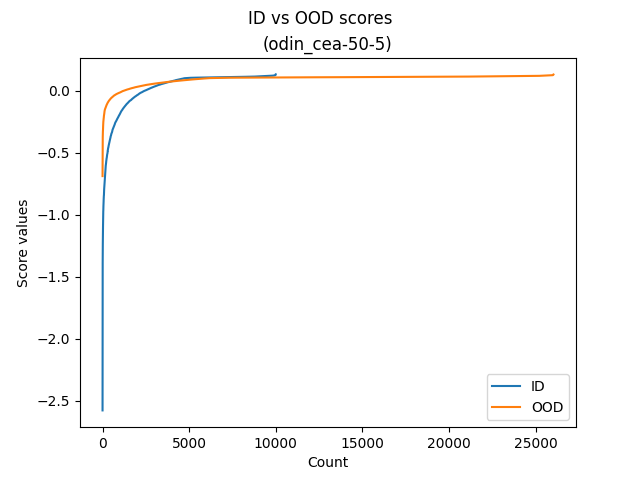 ID vs OOD scores
(odin_cea-50-5)
Score values
0.0
−0.5
−1.0
−1.5
−2.0
−2.5
0
5000
10000
15000
20000
25000
Count
ID
OOD